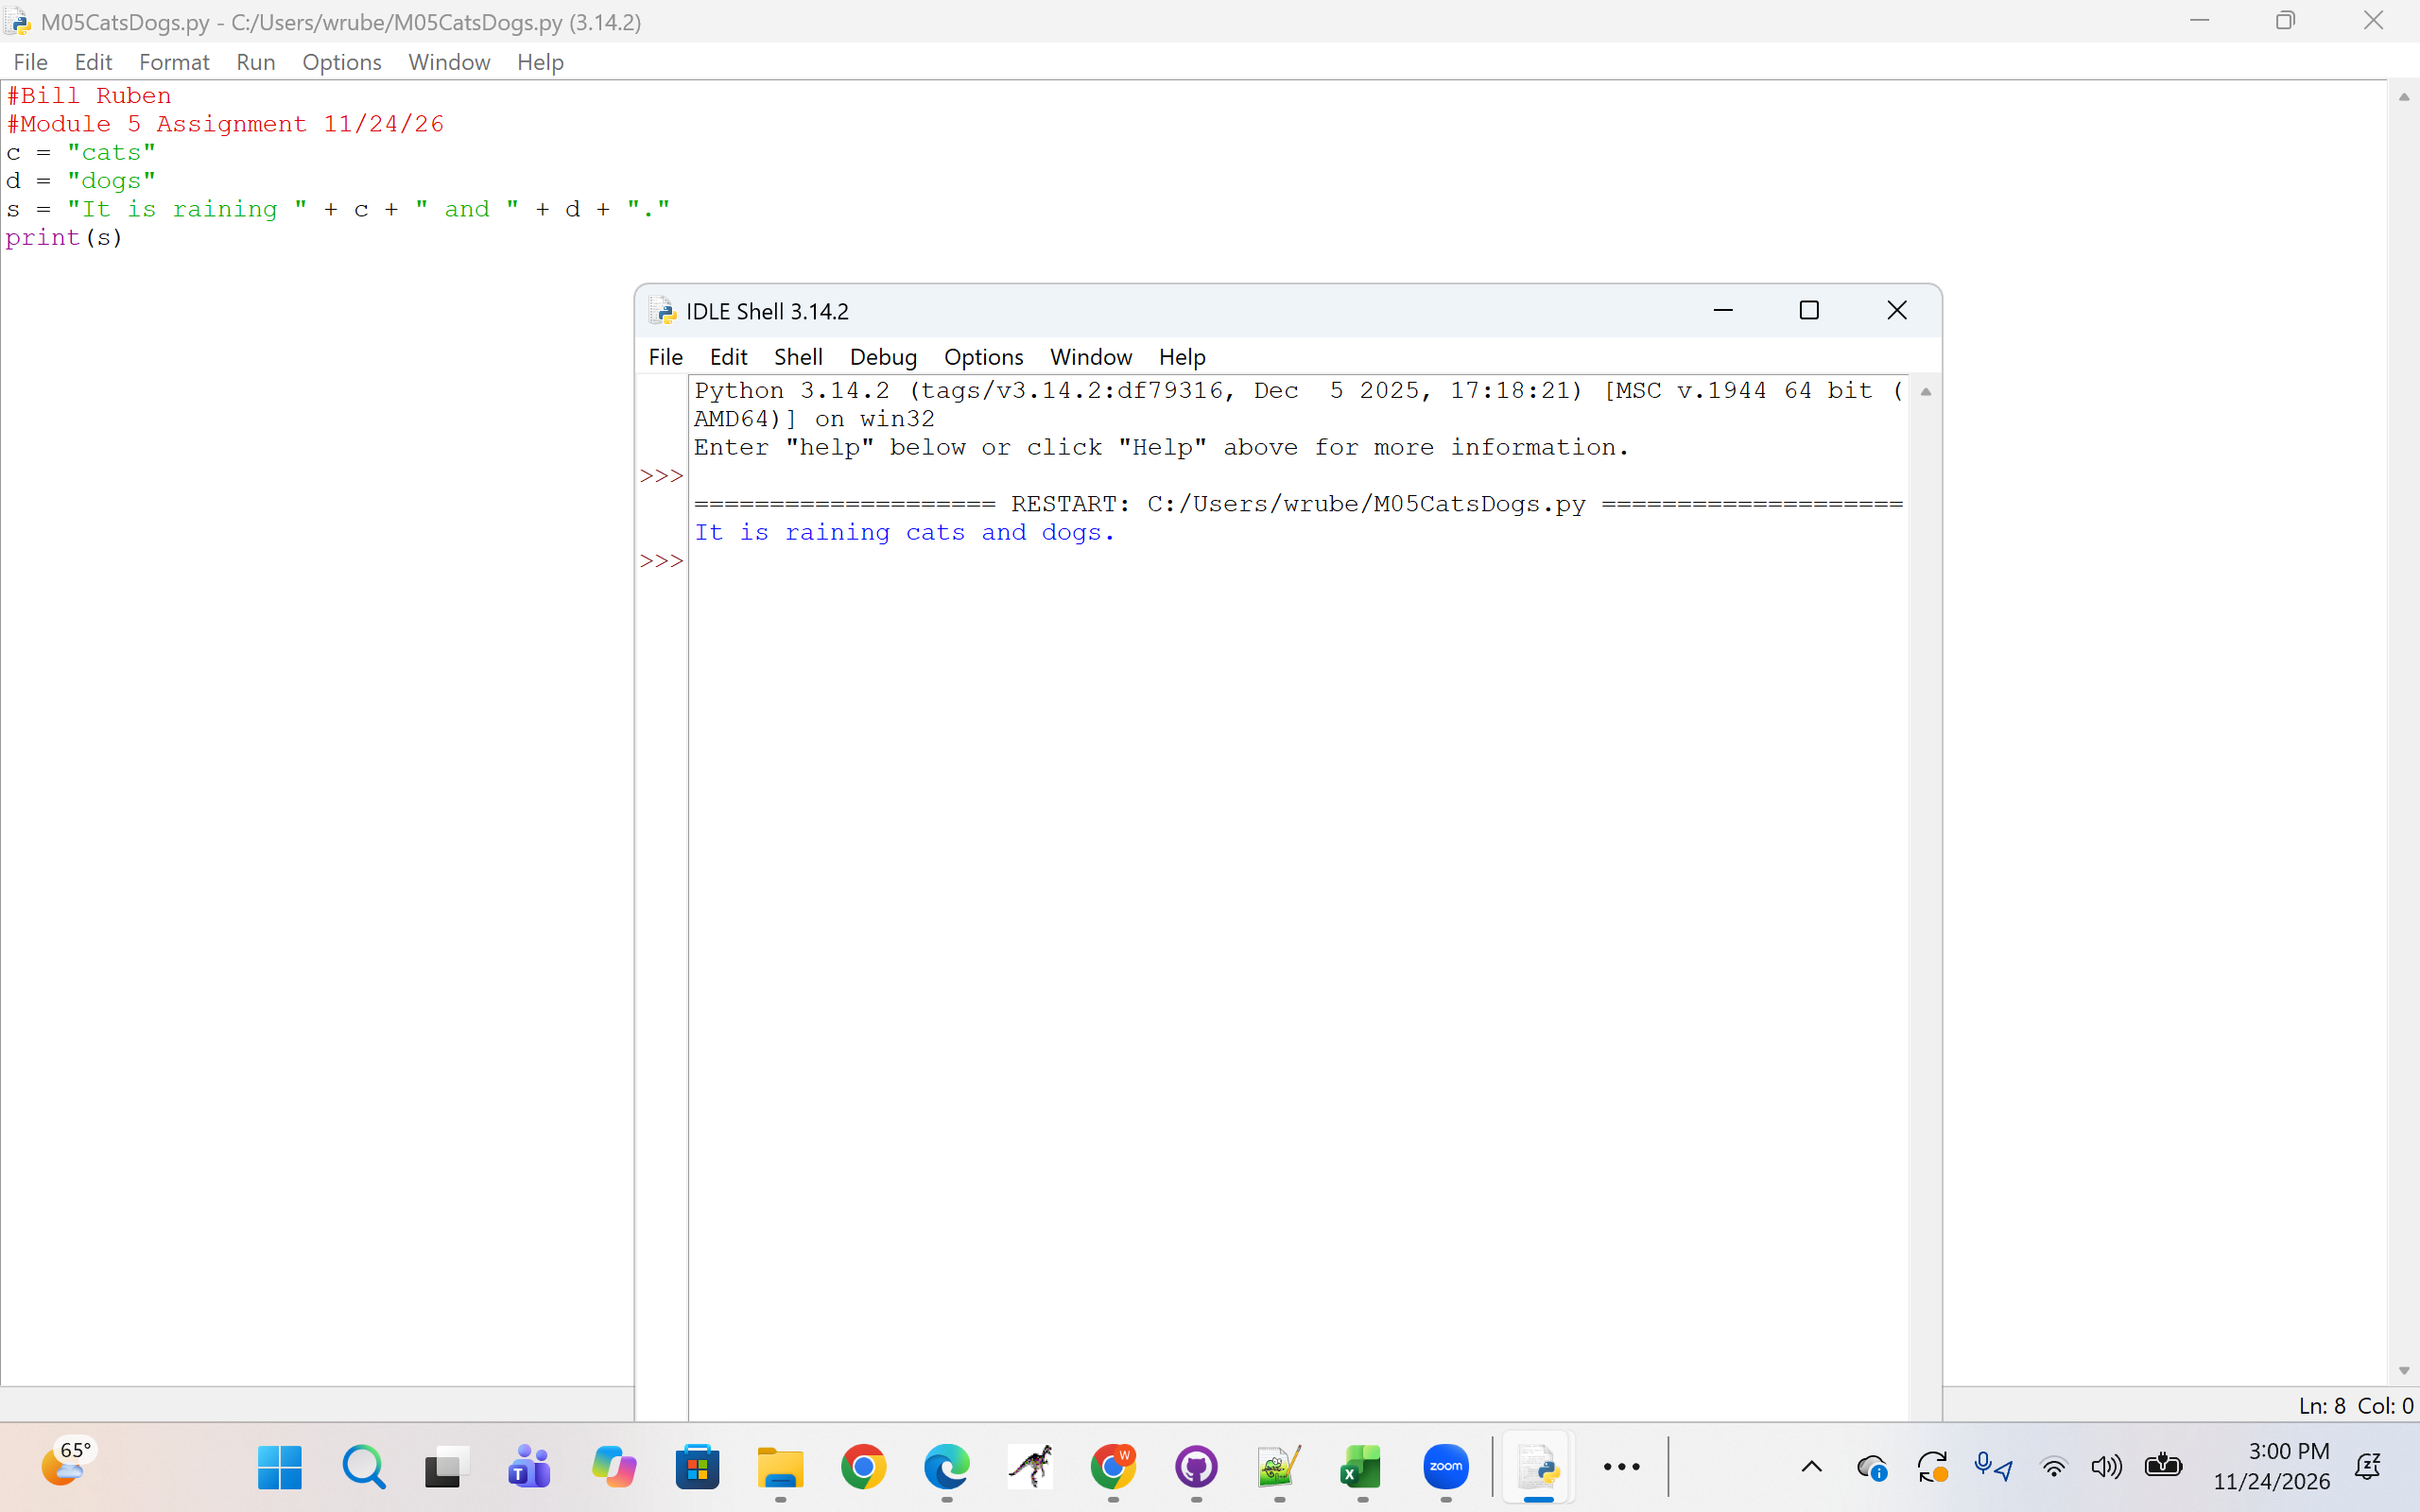 M05CatsDogs.py - C:/Users/wrube/M05CatsDogs.py (3.14.2)
File Edit Format Run Options Window Help
#Bill Ruben
#Module 5 Assignment 11/24/26
c = "cats"
d = "dogs"
s = "It is raining " + c + " and " + d + "."
print(s)
IDLE Shell 3.14.2
File Edit Shell Debug Options Window Help
Python 3.14.2 (tags/v3.14.2:df79316, Dec  5 2025, 17:18:21) [MSC v.1944 64 bit (
AMD64)] on win32
Enter "help" below or click "Help" above for more information.
>>>
==================== RESTART: C:/Users/wrube/M05CatsDogs.py ====================
It is raining cats and dogs.
>>>
Ln: 8 Col: 0
65°
T
W
X
zoom
3:00 PM
11/24/2026